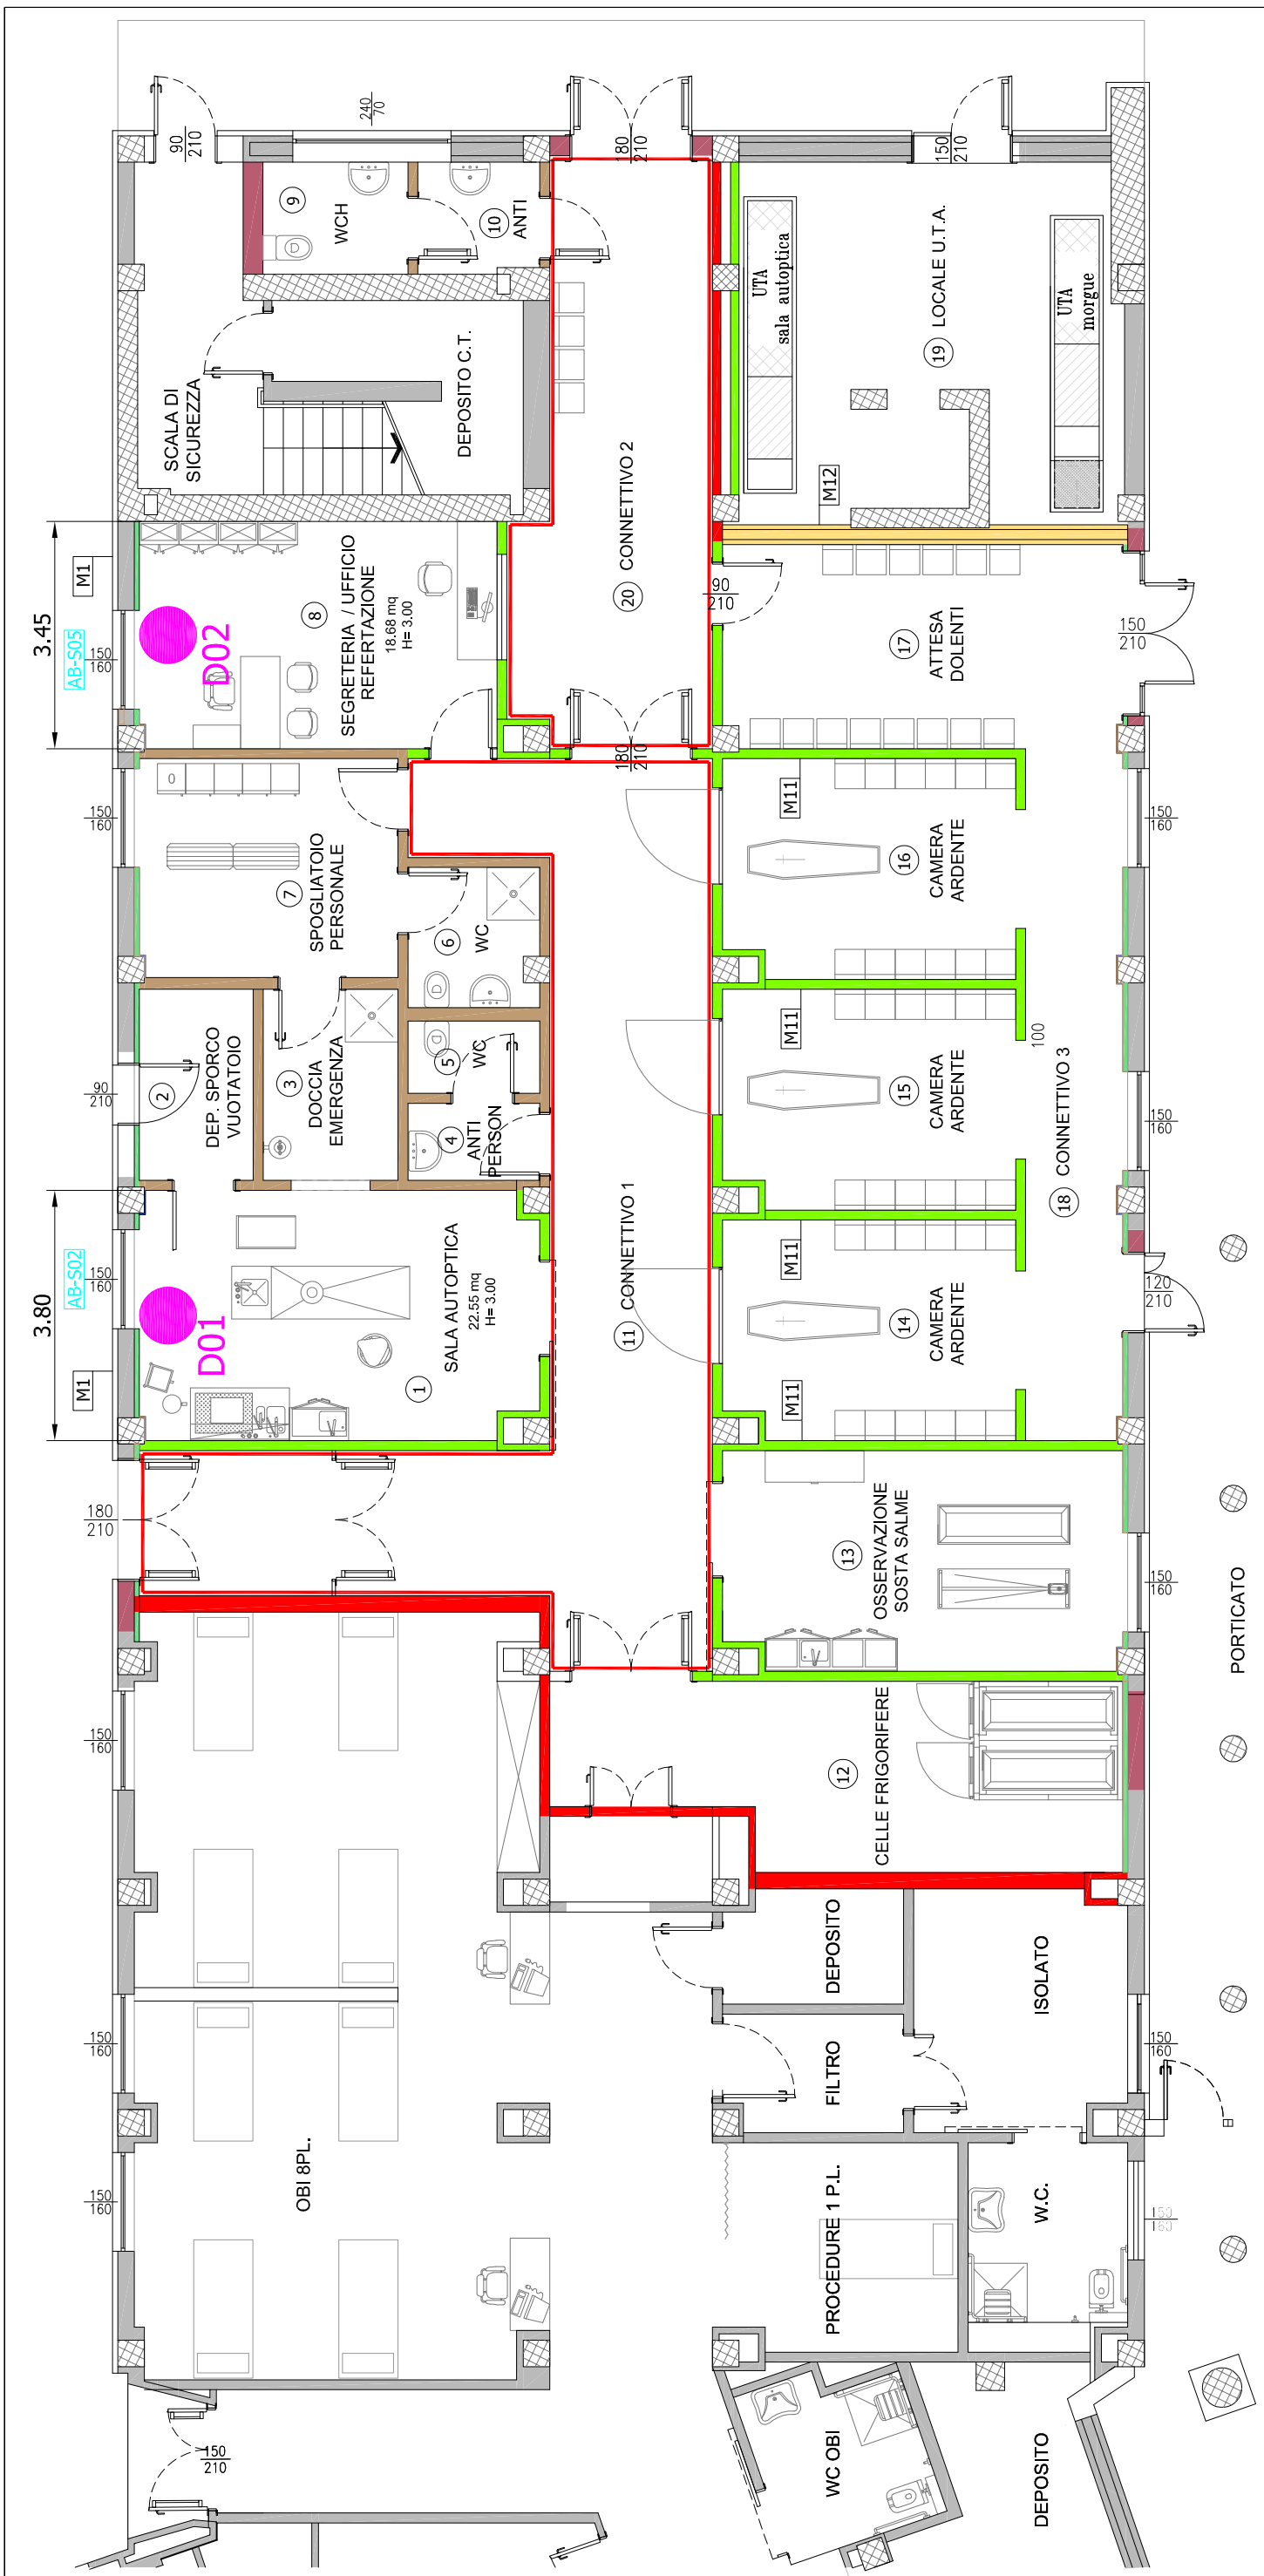 90
210
240
70
180
210
150
210
9
WCH
10
ANTI
SCALA DI
SICUREZZA
DEPOSITO C.T.
UTA
sala autoptica
UTA
morgue
19
LOCALE U.T.A.
M12
3.45
M1
AB-S05
150
160
D02
8
SEGRETERIA / UFFICIO
REFERTAZIONE
18.68 mq
H= 3.00
20
CONNETTIVO 2
90
210
17
ATTESA
DOLENTI
150
210
180
210
150
160
7
SPOGLIATOIO
PERSONALE
6
WC
M11
16
CAMERA
ARDENTE
150
160
90
210
2
DEP. SPORCO
VUOTATOIO
3
DOCCIA
EMERGENZA
5
WC
4
ANTI
PERSON
M11
15
CAMERA
ARDENTE
100
18
CONNETTIVO 3
150
160
3.80
M1
AB-S02
150
160
D01
1
SALA AUTOPTICA
22.55 mq
H= 3.00
11
CONNETTIVO 1
M11
M11
14
CAMERA
ARDENTE
120
210
180
210
13
OSSERVAZIONE
SOSTA SALME
150
160
PORTICATO
150
160
12
CELLE FRIGORIFERE
150
160
OBI 8PL.
150
160
DEPOSITO
FILTRO
ISOLATO
150
160
PROCEDURE 1 P.L.
W.C.
150
160
150
210
WC OBI
DEPOSITO